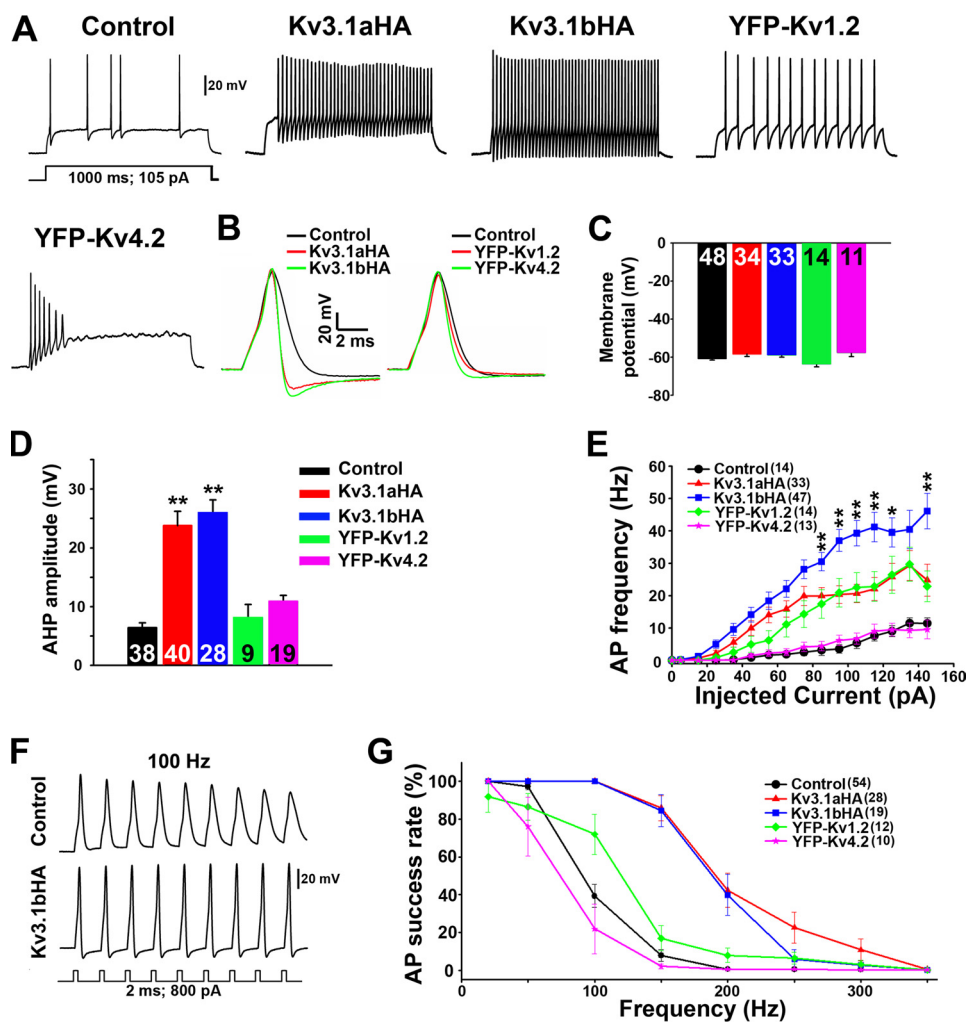 A
Control
Kv3.1aHA
Kv3.1bHA
YFP-Kv1.2
20 mV
1000 ms; 105 pA
YFP-Kv4.2
B
Control
Kv3.1aHA
Kv3.1bHA
20 mV
2 ms
Control
YFP-Kv1.2
YFP-Kv4.2
C
Membrane
potential (mV)
0
-20
-40
-60
-80
48 34 33 14 11
D
AHP amplitude (mV)
30
20
10
0
** **
38 40 28 9 19
Control
Kv3.1aHA
Kv3.1bHA
YFP-Kv1.2
YFP-Kv4.2
E
AP frequency (Hz)
60
50
40
30
20
10
0
Control (14)
Kv3.1aHA (33)
Kv3.1bHA (47)
YFP-Kv1.2 (14)
YFP-Kv4.2 (13)
** ** ** ** * **
0 20 40 60 80 100 120 140 160
Injected Current (pA)
F
100 Hz
Control
Kv3.1bHA
20 mV
2 ms; 800 pA
G
AP success rate (%)
100
80
60
40
20
0
Control (54)
Kv3.1aHA (28)
Kv3.1bHA (19)
YFP-Kv1.2 (12)
YFP-Kv4.2 (10)
0 100 200 300
Frequency (Hz)